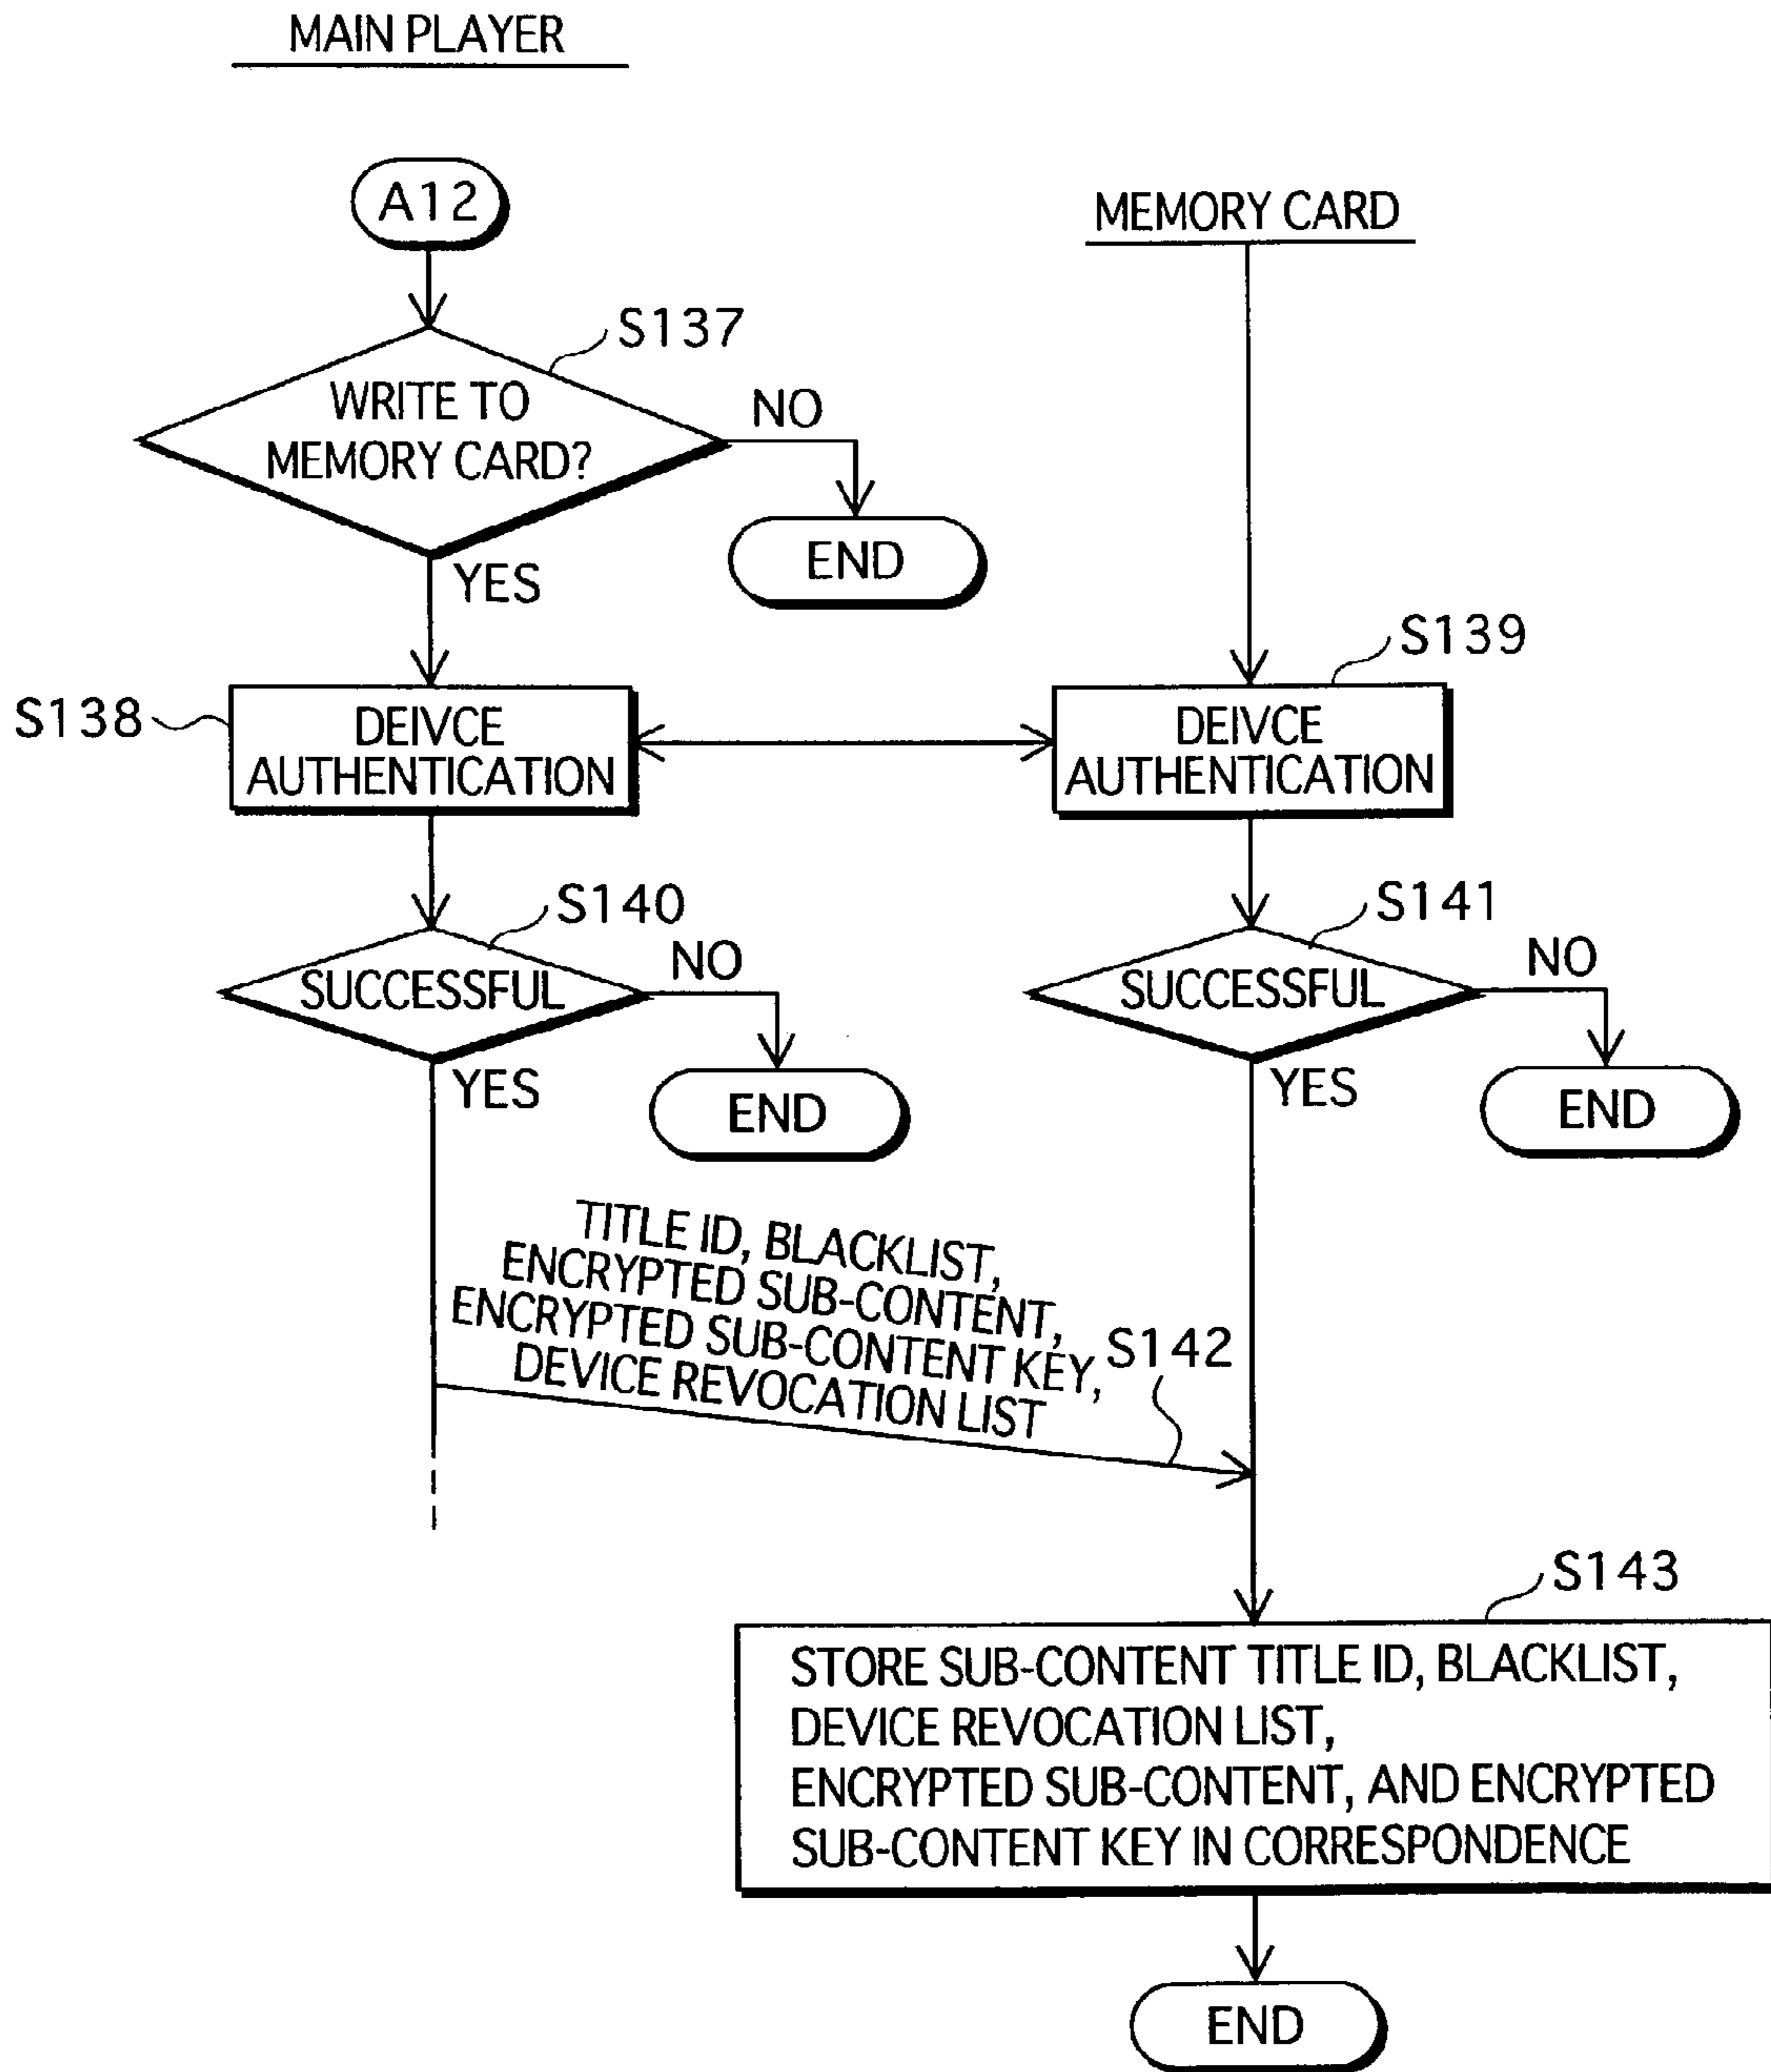 MAIN PLAYER
A12
MEMORY CARD
S137
WRITE TO
MEMORY CARD?
NO
END
YES
S138
DEIVCE
AUTHENTICATION
S139
DEIVCE
AUTHENTICATION
S140
SUCCESSFUL
NO
END
YES
S141
SUCCESSFUL
NO
END
YES
TITLE ID, BLACKLIST,
ENCRYPTED SUB-CONTENT,
ENCRYPTED SUB-CONTENT KEY,
DEVICE REVOCATION LIST
S142
S143
STORE SUB-CONTENT TITLE ID, BLACKLIST,
DEVICE REVOCATION LIST,
ENCRYPTED SUB-CONTENT, AND ENCRYPTED
SUB-CONTENT KEY IN CORRESPONDENCE
END